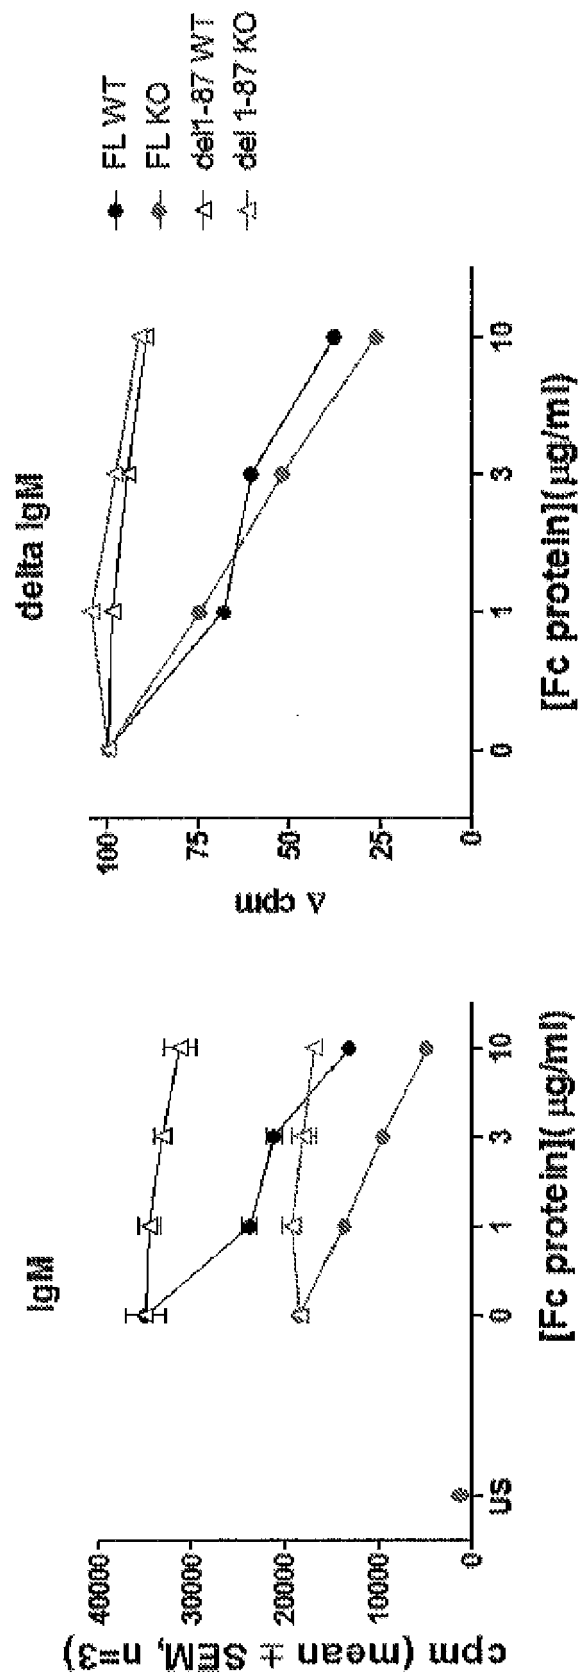 IgM
cpm (mean ± SEM, n=3)
40000
30000
20000
10000
0
us
0
1
3
10
[Fc protein](µg/ml)
delta IgM
Δ cpm
100
75
50
25
0
1
3
10
[Fc protein](µg/ml)
FL WT
FL KO
del1-87 WT
del 1-87 KO